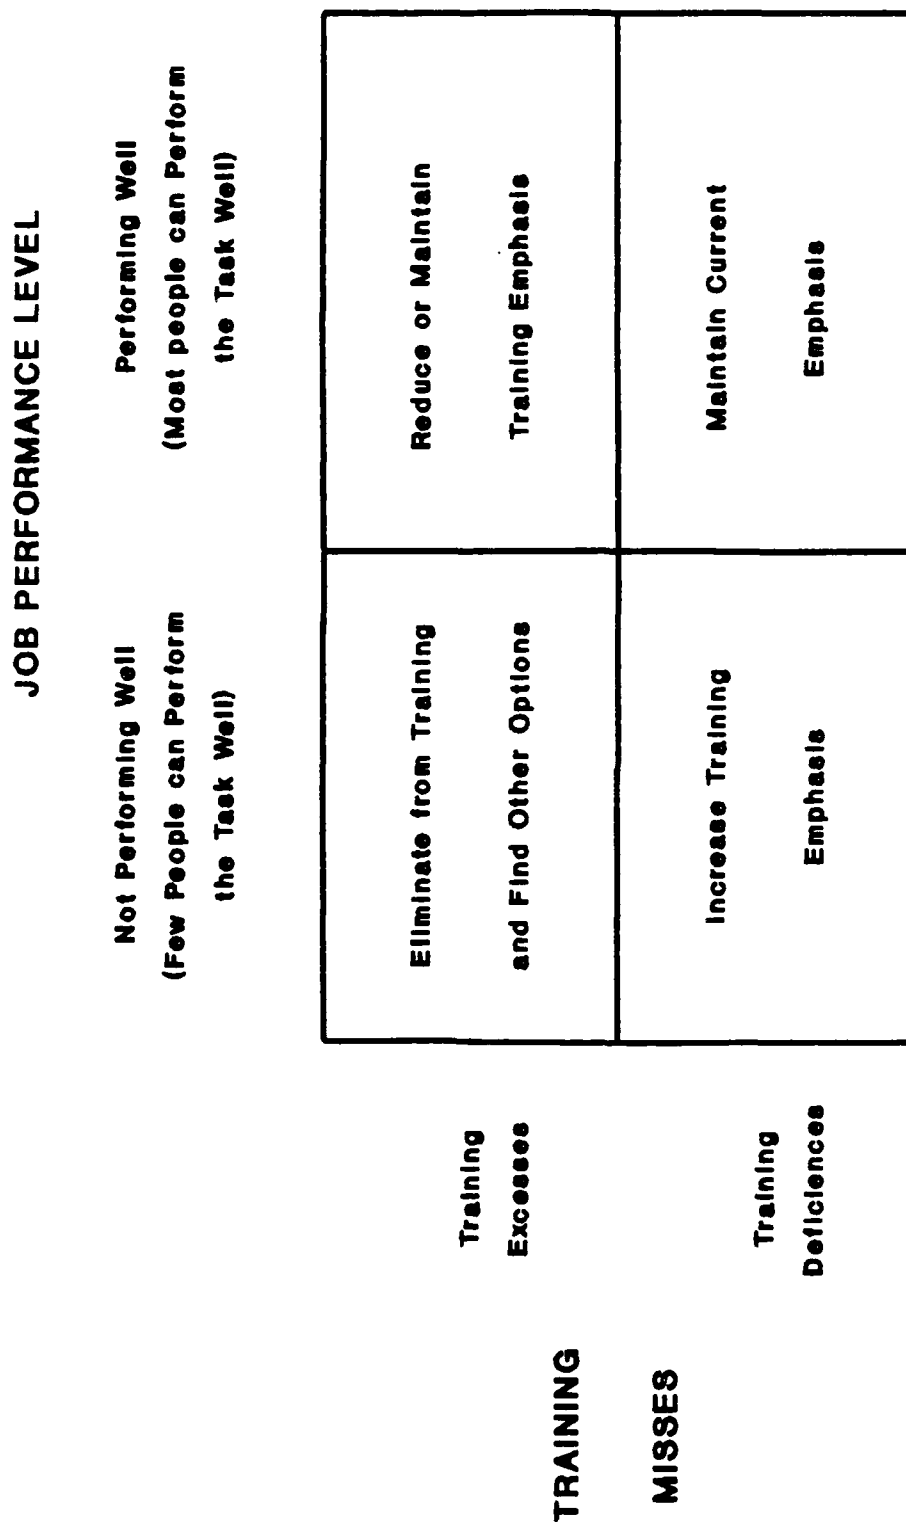 JOB PERFORMANCE LEVEL
Not Performing Well
(Few People can Perform
the Task Well)
Performing Well
(Most people can Perform
the Task Well)
TRAINING
MISSES
Training
Excesses
Eliminate from Training
and Find Other Options
Reduce or Maintain
Training Emphasis
Training
Deficiences
Increase Training
Emphasis
Maintain Current
Emphasis